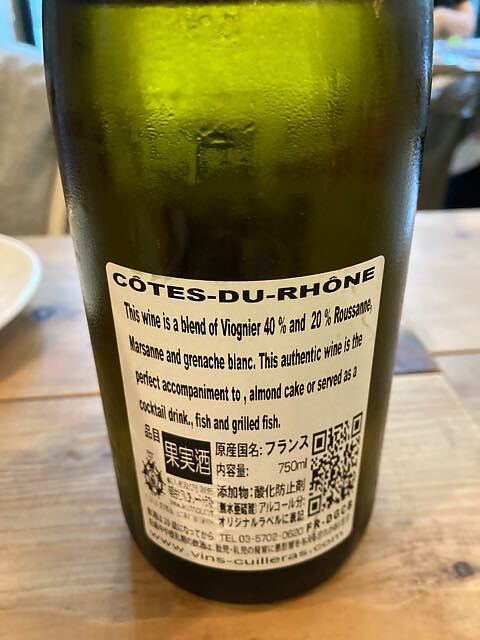 CÔTES-DU-RHÔNE
This wine is a blend of Viognier 40 % and 20 % Roussanne,
Marsanne and grenache blanc. This authentic wine is the
perfect accompaniment to , almond cake or served as a
cocktail drink., fish and grilled fish.
品目 果実酒
原産国名: フランス
内容量: 750ml
添加物: 酸化防止剤
アルコール分:
オリジナルラベルに表記
FR-DGCB
TEL 03-5702-0620
www.vins-cuilleras.com